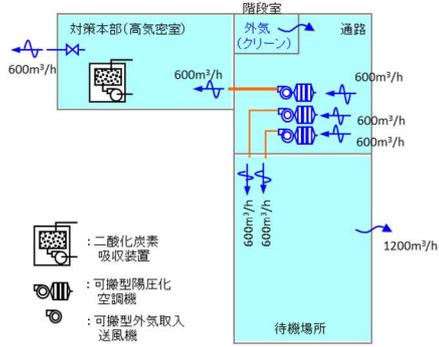 階段室
対策本部(高気密室)
外気
(クリーン)
通路
600m³/h
600m³/h
600m³/h
600m³/h
600m³/h
600m³/h
600m³/h
1200m³/h
：二酸化炭素
吸収装置
：可搬型陽圧化
空調機
：可搬型外気取入
送風機
待機場所